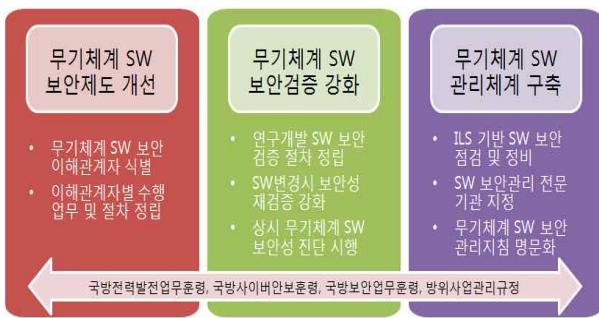 무기체계 SW
보안제도 개선
• 무기체계 SW 보안
이해관계자 식별
• 이해관계자별 수행
업무 및 절차 정립
무기체계 SW
보안검증 강화
• 연구개발 SW 보안
검증 절차 정립
• SW변경시 보안성
재검증 강화
• 상시 무기체계 SW
보안성 진단 시행
무기체계 SW
관리체계 구축
• ILS 기반 SW 보안
점검 및 정비
• SW 보안관리 전문
기관 지정
• 무기체계 SW 보안
관리지침 명문화
국방전력발전업무훈령, 국방사이버안보훈령, 국방보안업무훈령, 방위사업관리규정